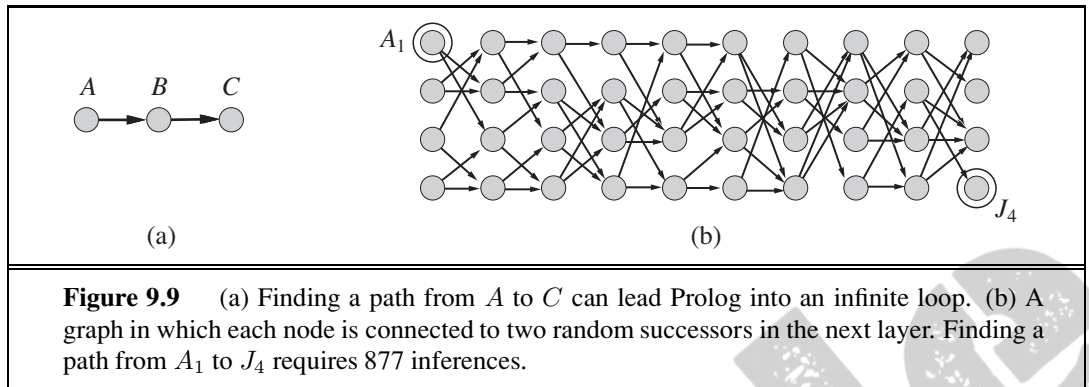 A B C
A1
J4
(a) (b)
Figure 9.9 (a) Finding a path from A to C can lead Prolog into an infinite loop. (b) A
graph in which each node is connected to two random successors in the next layer. Finding a
path from A1 to J4 requires 877 inferences.